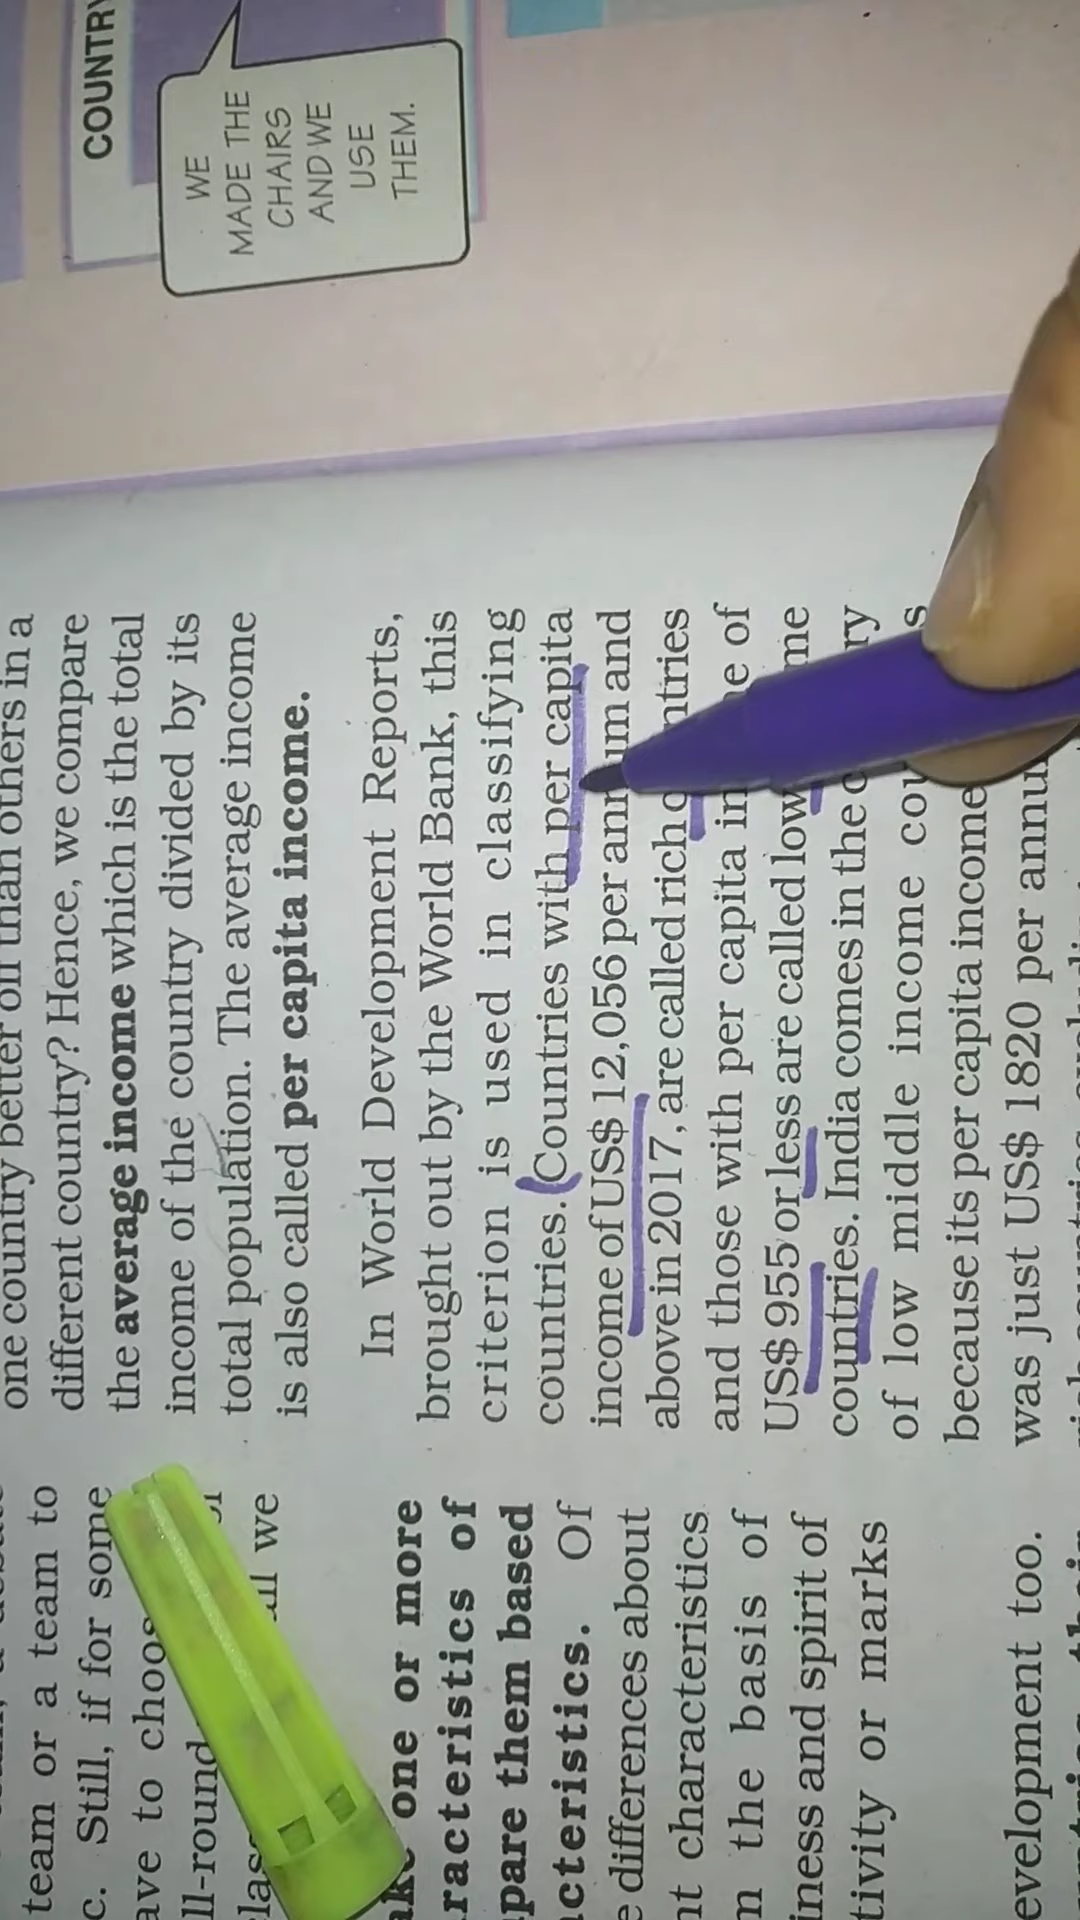 team or a team to
c. Still, if for some
ave to choos
ll-round
we
one or more
racteristics of
pare them based
cteristics. Of
differences about
nt characteristics
n the basis of
iness and spirit of
tivity or marks
evelopment too.
one country better off than others in a
different country? Hence, we compare
the average income which is the total
income of the country divided by its
total population. The average income
is also called per capita income.
In World Development Reports,
brought out by the World Bank, this
criterion is used in classifying
countries. (Countries with per capita
income of US$ 12,056 per annum and
above in 2017, are called rich countries
and those with per capita in e of
US$ 955 or less are called low me
countries. India comes in the c ry
of low middle income cou s
because its per capita income
was just US$ 1820 per annu
COUNTRY
WE
MADE THE
CHAIRS
AND WE
USE
THEM.